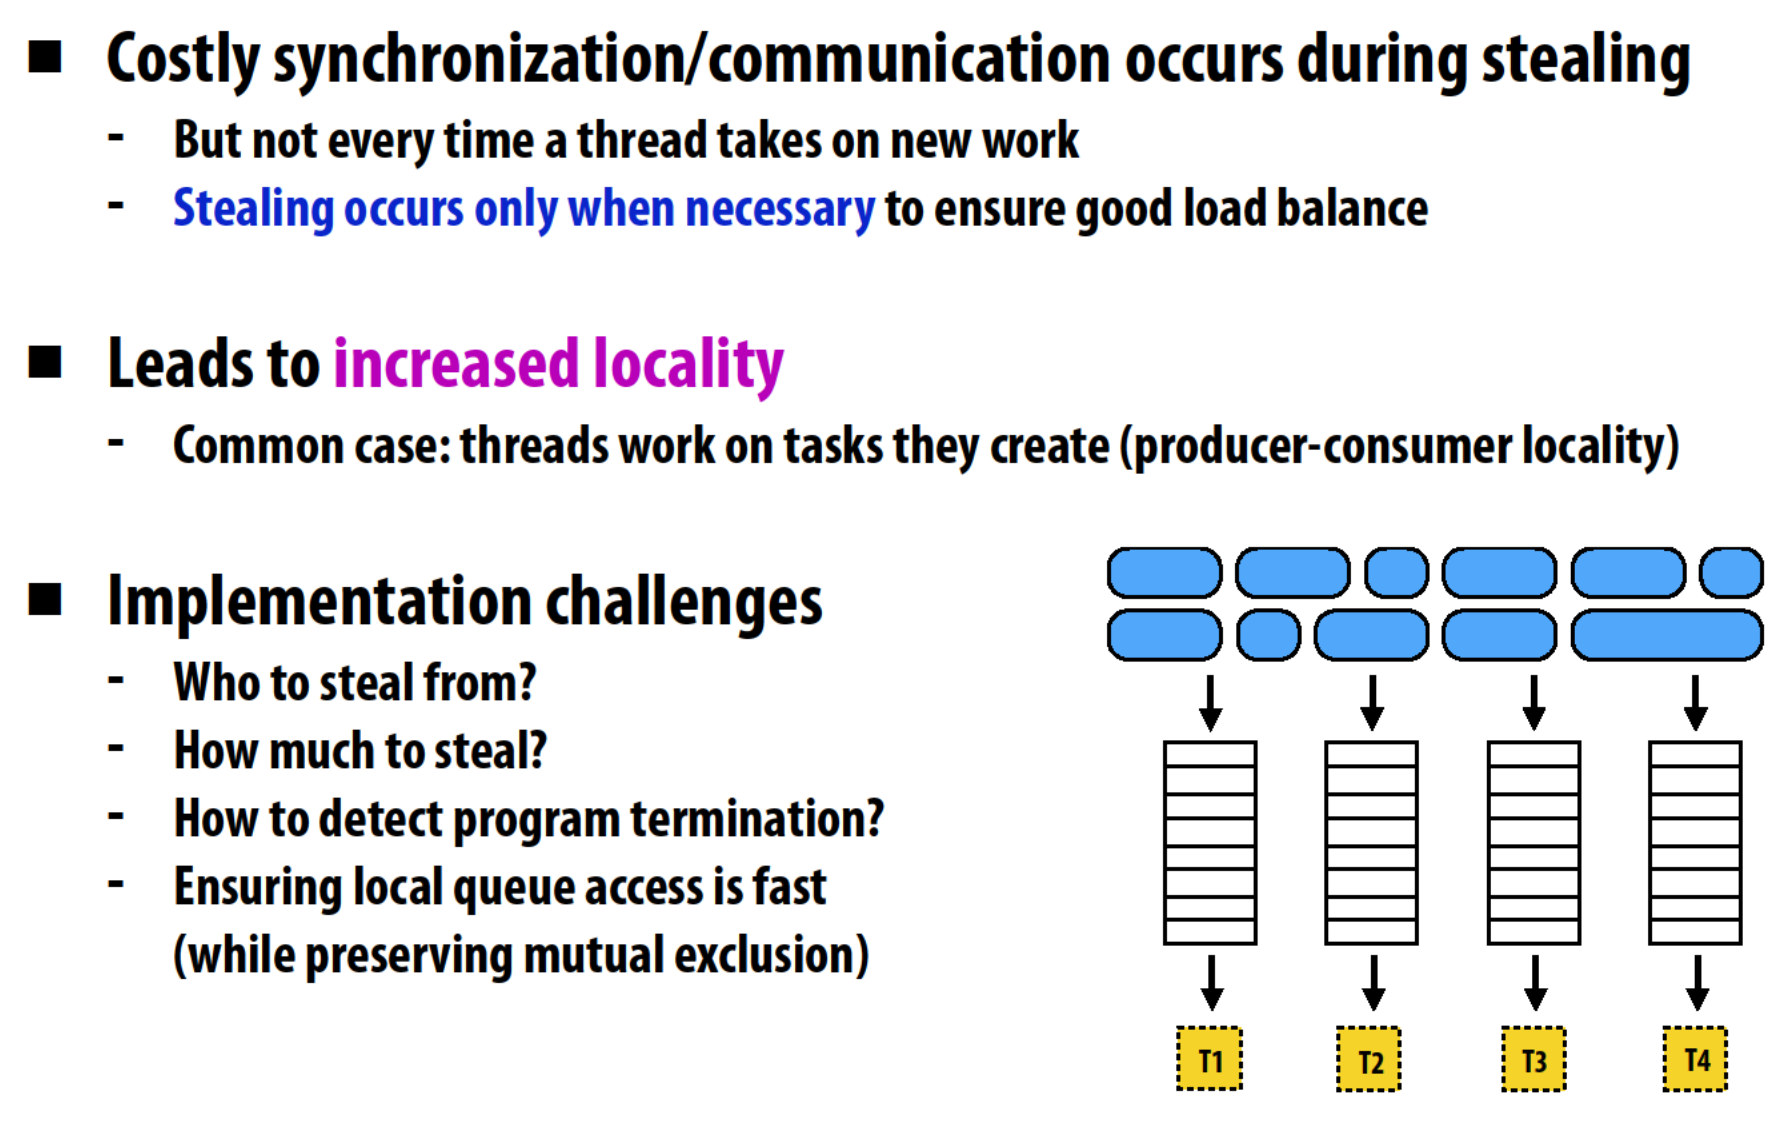 ■ Costly synchronization/communication occurs during stealing
- But not every time a thread takes on new work
- Stealing occurs only when necessary to ensure good load balance
■ Leads to increased locality
- Common case: threads work on tasks they create (producer-consumer locality)
■ Implementation challenges
- Who to steal from?
- How much to steal?
- How to detect program termination?
- Ensuring local queue access is fast
(while preserving mutual exclusion)
T1 T2 T3 T4